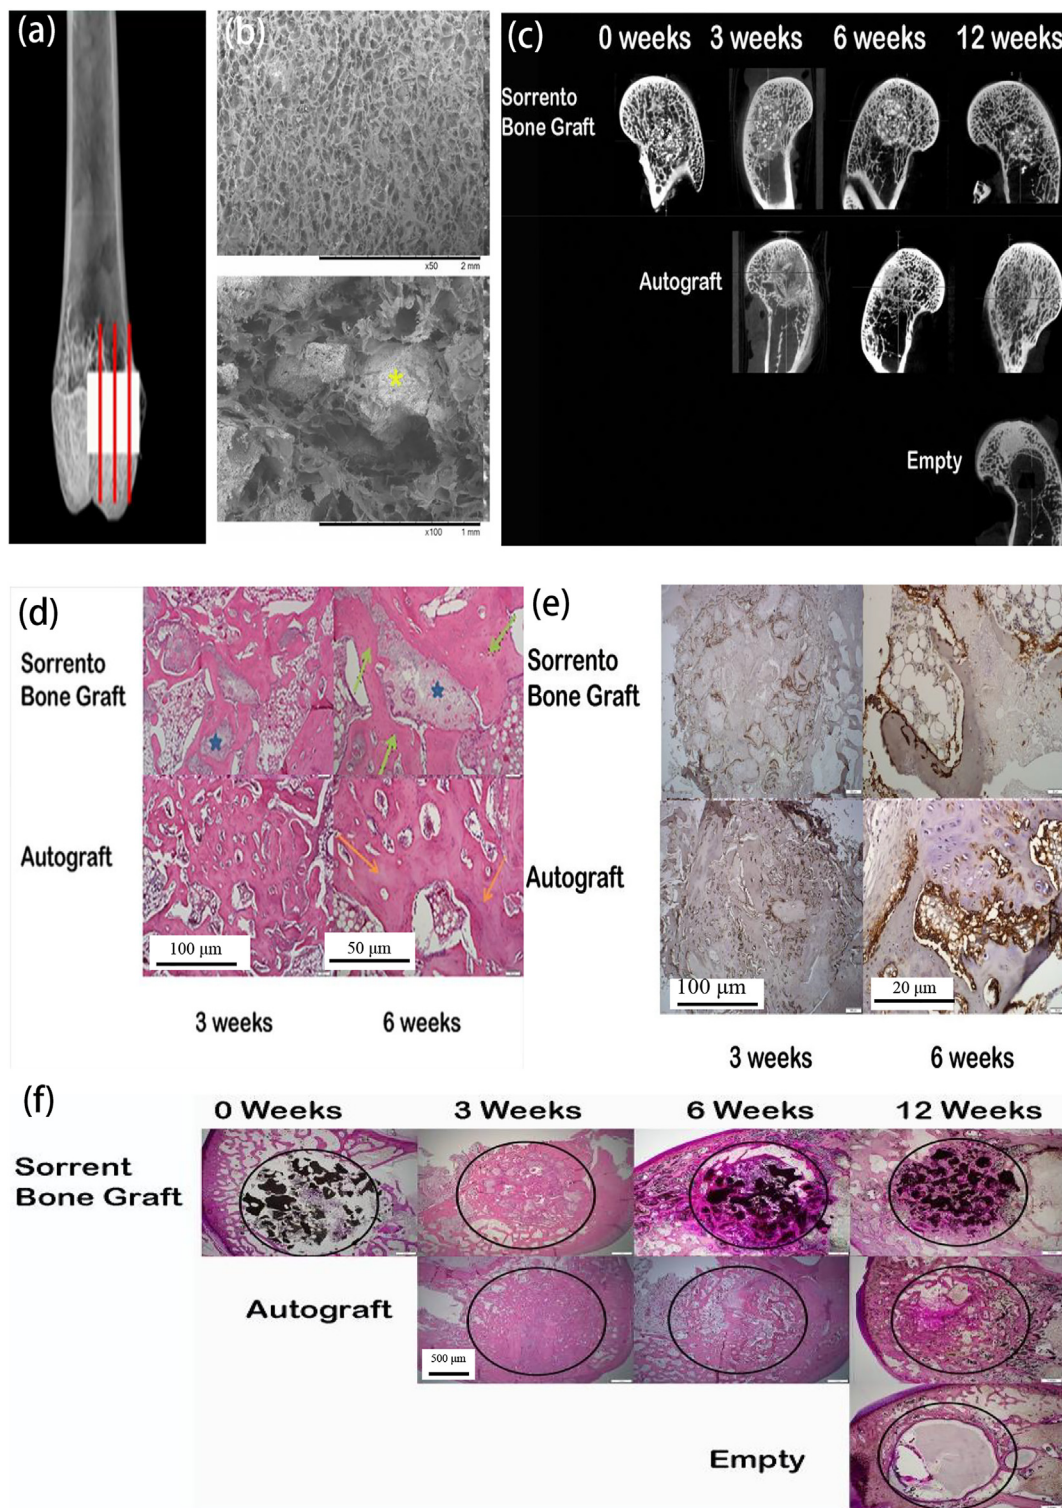 (a)
(b)
x50 2 mm
x100 1 mm
(c)
0 weeks 3 weeks 6 weeks 12 weeks
Sorrento
Bone Graft
Autograft
Empty
(d)
Sorrento
Bone Graft
Autograft
100 μm
50 μm
3 weeks 6 weeks
(e)
Sorrento
Bone Graft
Autograft
100 μm
20 μm
3 weeks 6 weeks
(f)
0 Weeks 3 Weeks 6 Weeks 12 Weeks
Sorrent
Bone Graft
Autograft
500 μm
Empty